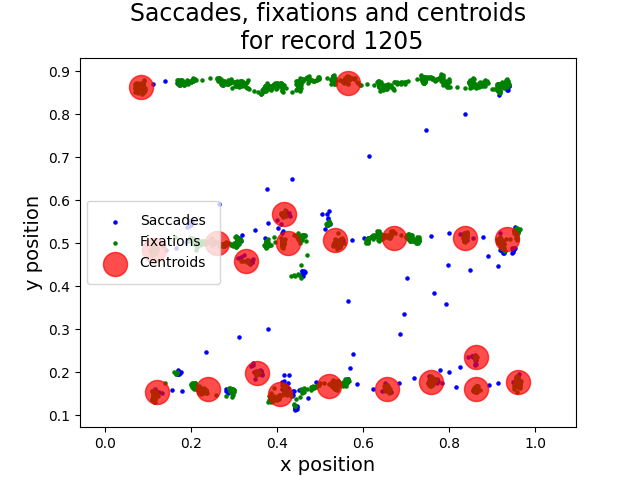 Saccades, fixations and centroids
for record 1205
0.9
0.8
0.7
0.6
0.5
0.4
0.3
0.2
0.1
y position
Saccades
Fixations
Centroids
0.0 0.2 0.4 0.6 0.8 1.0
x position